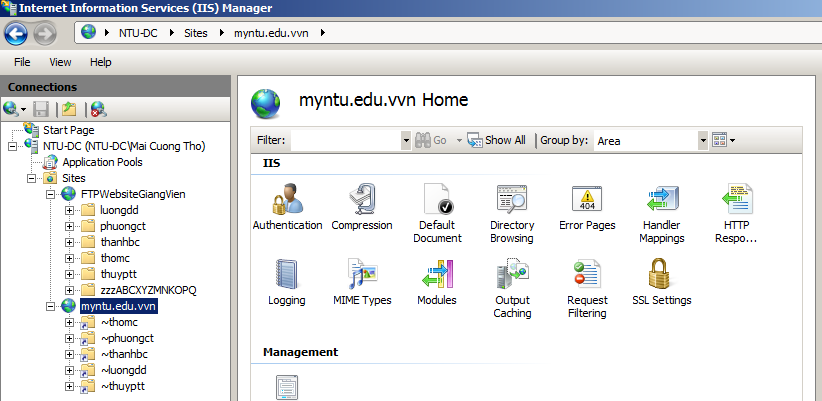 Internet Information Services (IIS) Manager
NTU-DC Sites myntu.edu.vvn
File View Help
Connections
Start Page
NTU-DC (NTU-DC\Mai Cuong Tho)
Application Pools
Sites
FTPWebsiteGiangVien
luongdd
phuongct
thanhbc
thomc
thuyptt
zzzABCXYZMNKOPQ
myntu.edu.vvn
~thomc
~phuongct
~thanhbc
~luongdd
~thuyptt
myntu.edu.vvn Home
Filter: Go Show All Group by: Area
IIS
Authentication Compression Default Document Directory Browsing Error Pages Handler Mappings HTTP Respo...
404
Logging MIME Types Modules Output Caching Request Filtering SSL Settings
Management